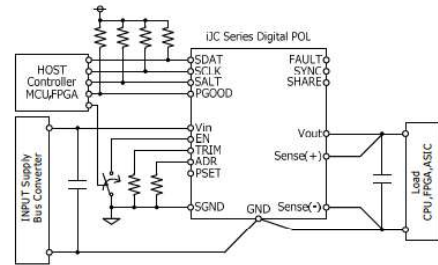 iJC Series Digital POL
HOST
Controller
MCU,FPGA
SDAT
SCLK
SALT
PGOOD
FAULT
SYNC
SHARE
INPUT Supply
Bus Converter
Vin
EN
TRIM
ADR
PSET
SGND
Vout
Sense(+)
Sense(-)
GND
Load
CPU,FPGA,ASIC